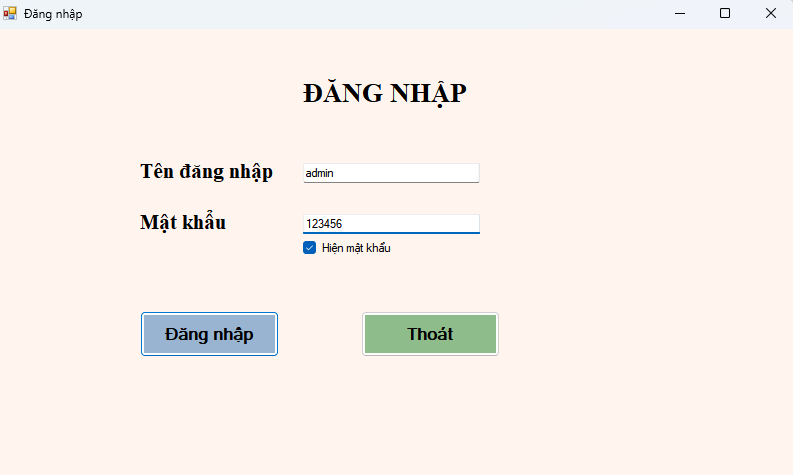 Đăng nhập
ĐĂNG NHẬP
Tên đăng nhập admin
Mật khẩu 123456
Hiện mật khẩu
Đăng nhập Thoát